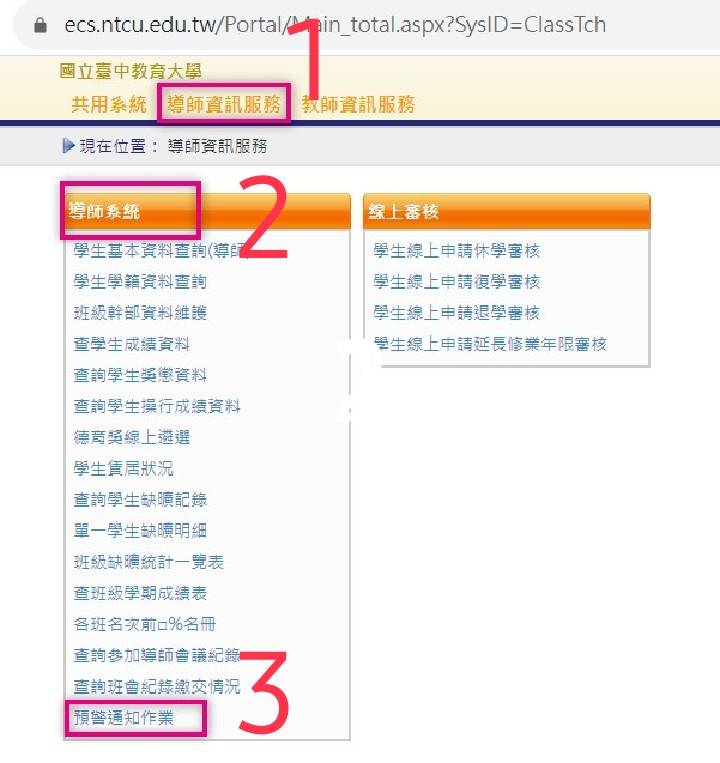 ecs.ntcu.edu.tw/Portal/Main_total.aspx?SysID=ClassTch
1
國立臺中教育大學
共用系統 導師資訊服務 教師資訊服務
現在位置： 導師資訊服務
2
導師系統
學生基本資料查詢(導師
學生學籍資料查詢
班級幹部資料維護
查學生成績資料
查詢學生獎懲資料
查詢學生操行成績資料
德育獎線上遴選
學生賃居狀況
查詢學生缺曠記錄
單一學生缺曠明細
班級缺曠統計一覽表
查班級學期成績表
各班名次前□%名冊
查詢參加導師會議紀錄
查詢班會紀錄繳交情況
預警通知作業
3
線上審核
學生線上申請休學審核
學生線上申請復學審核
學生線上申請退學審核
學生線上申請延長修業年限審核
2